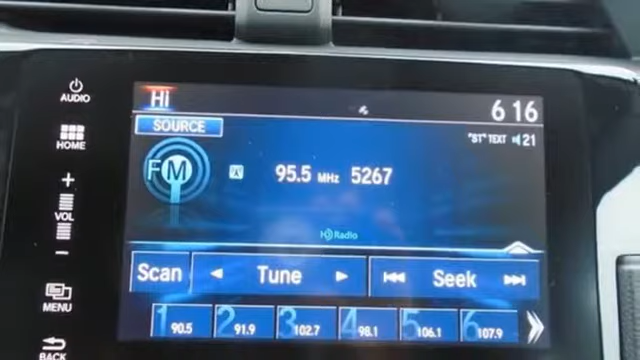 Hi
6 16
AUDIO
SOURCE
"ST" TEXT 21
HOME
FM
95.5 MHz 5267
VOL
HD Radio
Scan Tune Seek
MENU
1 90.5 2 91.9 3 102.7 4 98.1 5 106.1 6 107.9
BACK